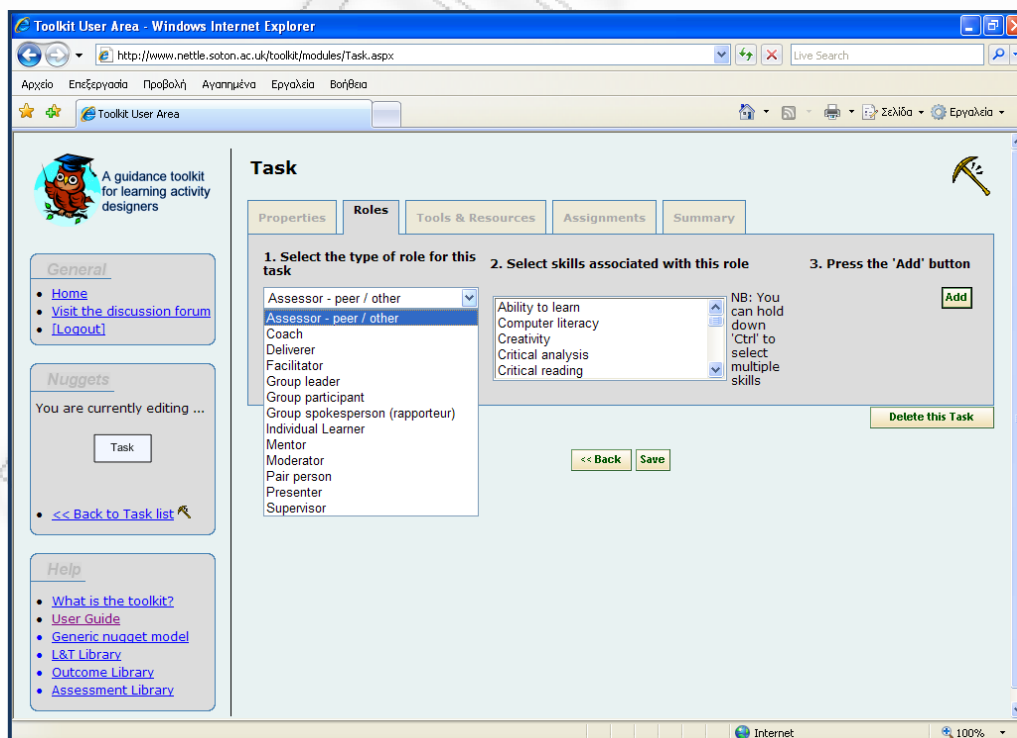 Toolkit User Area - Windows Internet Explorer
http://www.nettle.soton.ac.uk/toolkit/modules/Task.aspx
Live Search
Αρχείο Επεξεργασία Προβολή Αγαπημένα Εργαλεία Βοήθεια
Toolkit User Area
Σελίδα
Εργαλεία
A guidance toolkit
for learning activity
designers
General
Home
Visit the discussion forum
[Logout]
Nuggets
You are currently editing ...
Task
<< Back to Task list
Help
What is the toolkit?
User Guide
Generic nugget model
L&T Library
Outcome Library
Assessment Library
Task
Properties
Roles
Tools & Resources
Assignments
Summary
1. Select the type of role for this
task
Assessor - peer / other
Assessor - peer / other
Coach
Deliverer
Facilitator
Group leader
Group participant
Group spokesperson (rapporteur)
Individual Learner
Mentor
Moderator
Pair person
Presenter
Supervisor
2. Select skills associated with this role
Ability to learn
Computer literacy
Creativity
Critical analysis
Critical reading
NB: You
can hold
down
'Ctrl' to
select
multiple
skills
3. Press the 'Add' button
Add
Delete this Task
<< Back
Save
Internet
100%